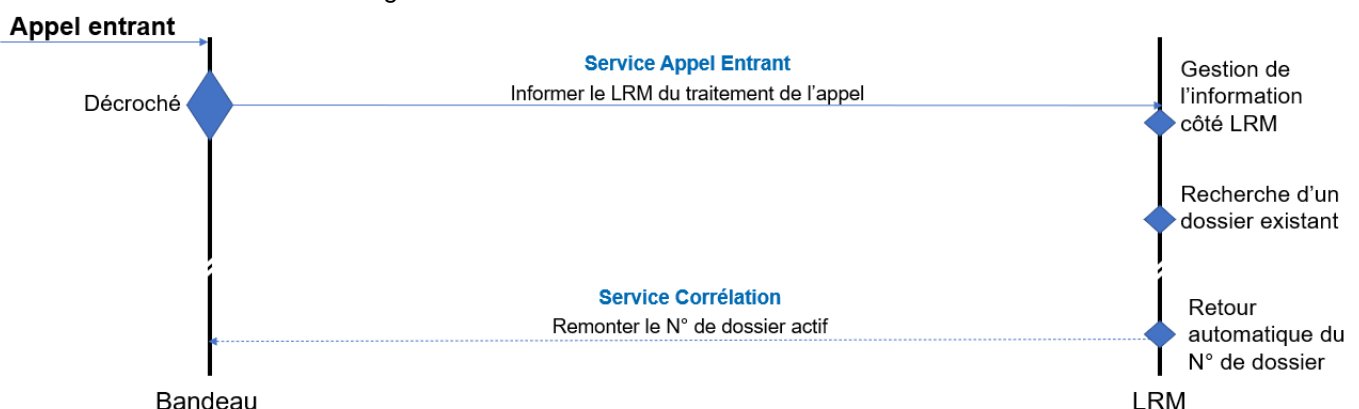 Appel entrant
Service Appel Entrant
Décroché
Informer le LRM du traitement de l’appel
Gestion de
l’information
côté LRM
Recherche d’un
dossier existant
Service Corrélation
Remonter le N° de dossier actif
Retour
automatique du
N° de dossier
Bandeau
LRM